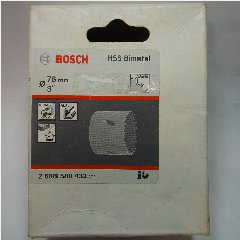 BOSCH HSS Bimetal
Ø 76 mm
3"
2 608 580 433